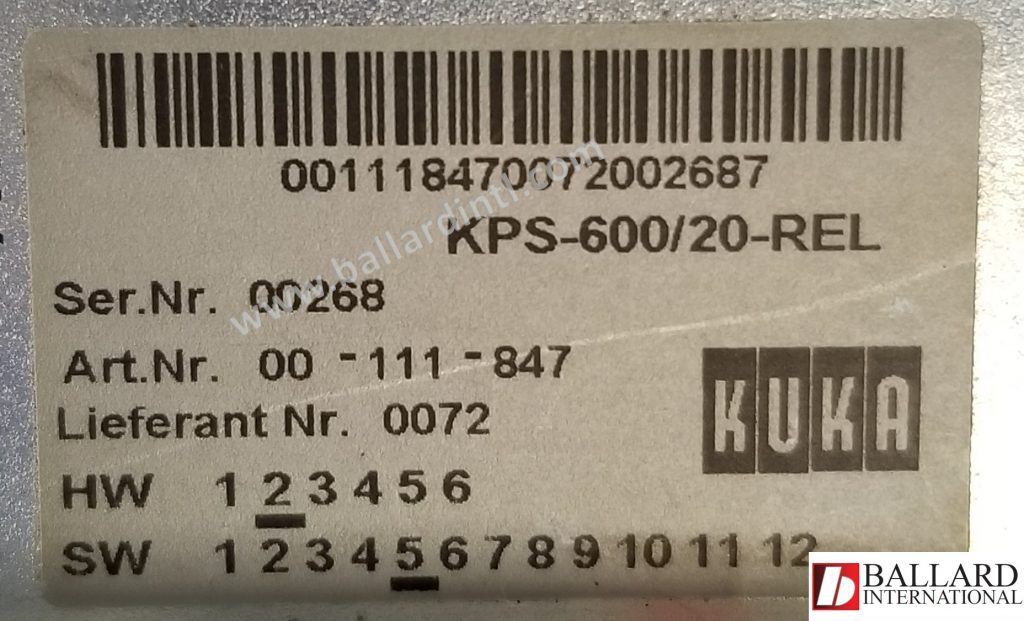 00111847007​2002687
KPS-600/20-REL
Ser.Nr. 00268
Art.Nr. 00 - 111 - 847
Lieferant Nr. 0072
KUKA
HW 1 2 3 4 5 6
SW 1 2 3 4 5 6 7 8 9 10 11 12
www.ballardintl.com
BALLARD
INTERNATIONAL